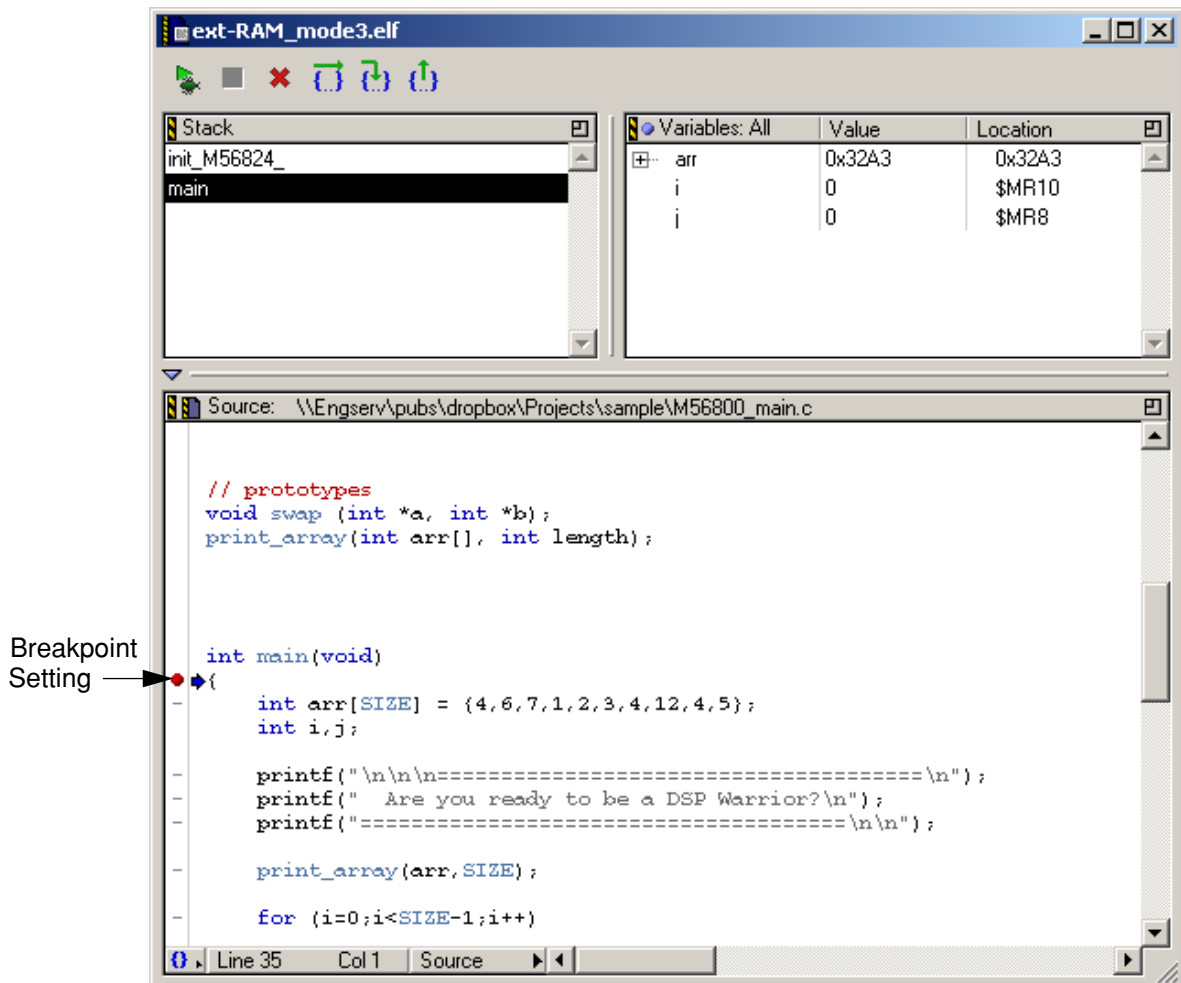 ext-RAM_mode3.elf
Stack
init_M56824_
main
Variables: All Value Location
arr 0x32A3 0x32A3
i 0 $MR10
j 0 $MR8
Source: \\Engserv\pubs\dropbox\Projects\sample\M56800_main.c
// prototypes
void swap (int *a, int *b);
print_array(int arr[], int length);
int main(void)
{
int arr[SIZE] = {4,6,7,1,2,3,4,12,4,5};
int i,j;
printf("\n\n\n======================================\n");
printf("  Are you ready to be a DSP Warrior?\n");
printf("======================================\n\n");
print_array(arr,SIZE);
for (i=0;i<SIZE-1;i++)
Breakpoint
Setting
Line 35 Col 1 Source